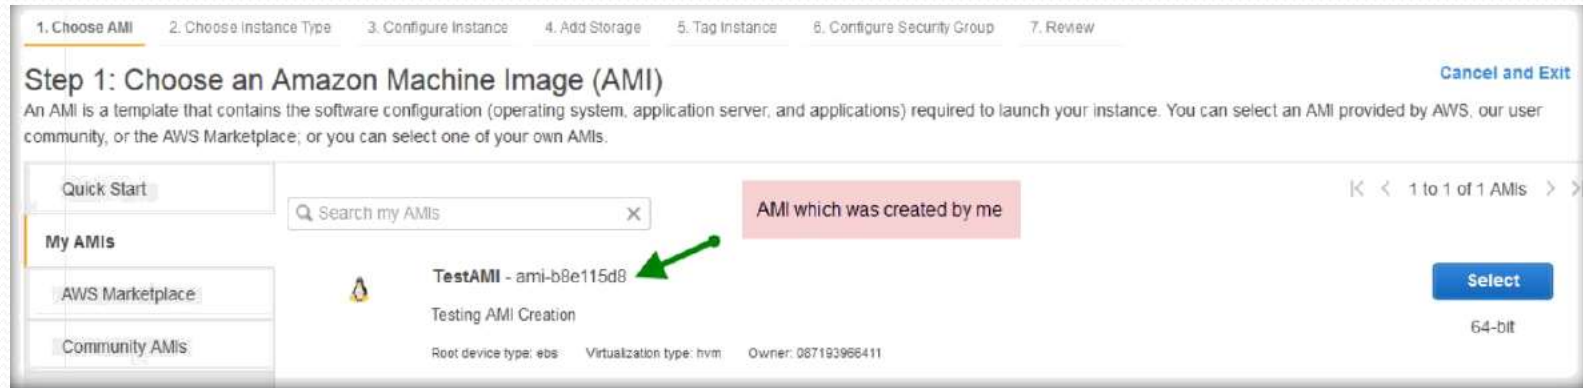 1. Choose AMI 2. Choose Instance Type 3. Configure Instance 4. Add Storage 5. Tag Instance 6. Configure Security Group 7. Review
Step 1: Choose an Amazon Machine Image (AMI)
Cancel and Exit
An AMI is a template that contains the software configuration (operating system, application server, and applications) required to launch your instance. You can select an AMI provided by AWS, our user
community, or the AWS Marketplace; or you can select one of your own AMIs.
Quick Start
My AMIs
AWS Marketplace
Community AMIs
Search my AMIs
AMI which was created by me
1 to 1 of 1 AMIs
TestAMI - ami-b8e115d8
Testing AMI Creation
Root device type: ebs Virtualization type: hvm Owner: 087193966411
Select
64-bit